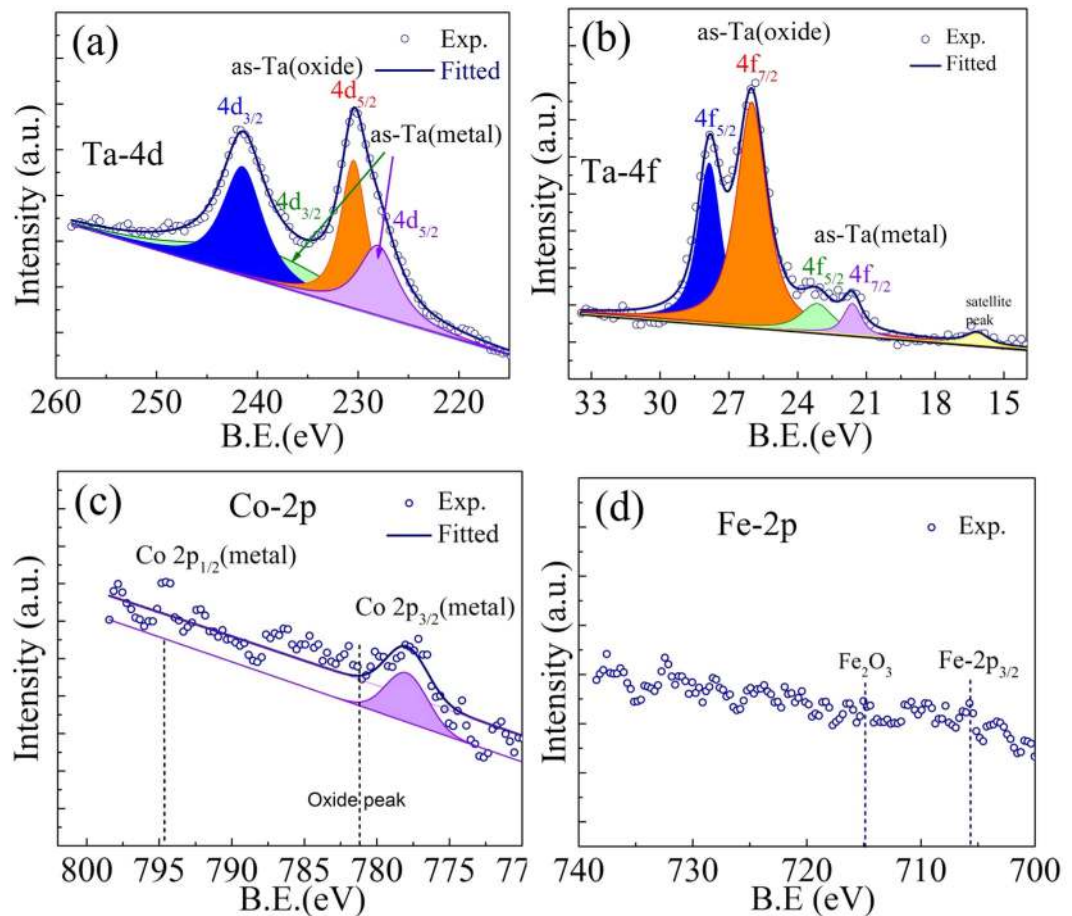 (a)
Exp.
Fitted
as-Ta(oxide)
4d3/2
4d5/2
as-Ta(metal)
Ta-4d
4d3/2
4d5/2
Intensity (a.u.)
260 250 240 230 220
B.E.(eV)
(b)
Exp.
Fitted
as-Ta(oxide)
4f7/2
4f5/2
Ta-4f
as-Ta(metal)
4f5/2
4f7/2
satellite
peak
Intensity (a.u.)
33 30 27 24 21 18 15
B.E.(eV)
(c)
Co-2p
Exp.
Fitted
Co 2p1/2(metal)
Co 2p3/2(metal)
Oxide peak
Intensity (a.u.)
800 795 790 785 780 775 77
B.E.(eV)
(d)
Fe-2p
Exp.
Fe2O3
Fe-2p3/2
Intensity (a.u.)
740 730 720 710 700
B.E (eV)